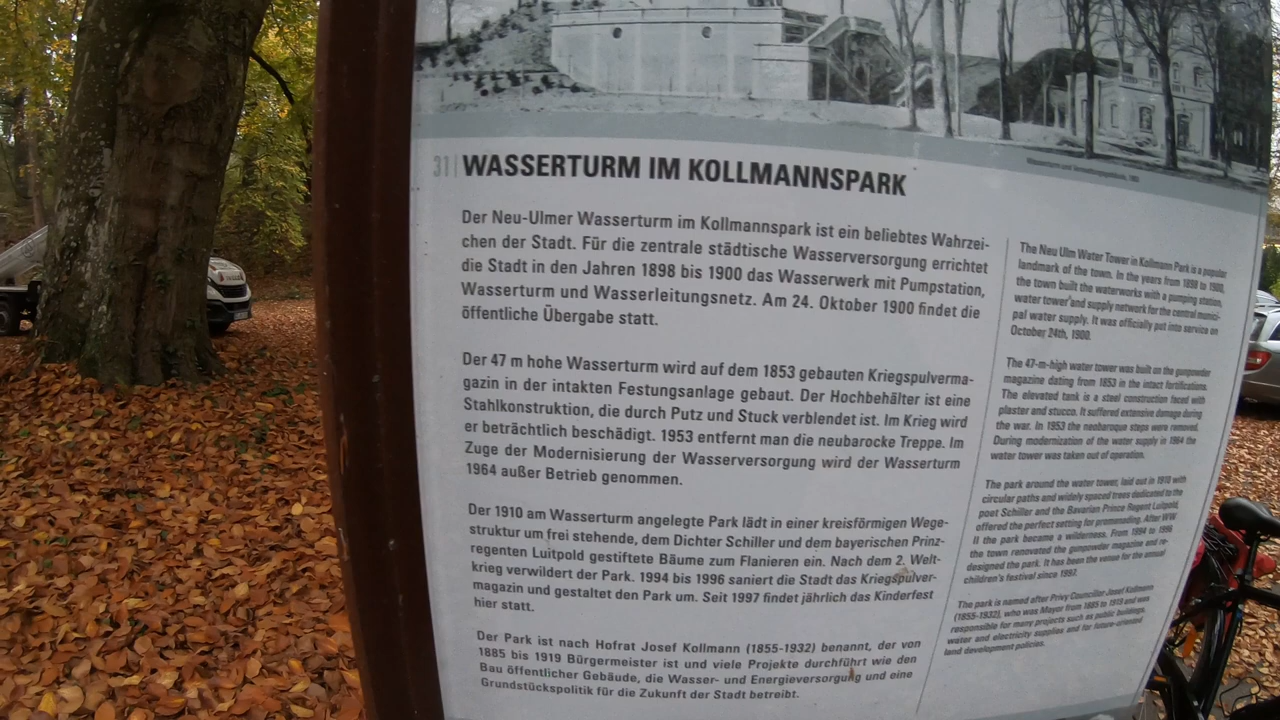 31 | WASSERTURM IM KOLLMANNSPARK
Der Neu-Ulmer Wasserturm im Kollmannspark ist ein beliebtes Wahrzei-
chen der Stadt. Für die zentrale städtische Wasserversorgung errichtet
die Stadt in den Jahren 1898 bis 1900 das Wasserwerk mit Pumpstation,
Wasserturm und Wasserleitungsnetz. Am 24. Oktober 1900 findet die
öffentliche Übergabe statt.
Der 47 m hohe Wasserturm wird auf dem 1853 gebauten Kriegspulverma-
gazin in der intakten Festungsanlage gebaut. Der Hochbehälter ist eine
Stahlkonstruktion, die durch Putz und Stuck verblendet ist. Im Krieg wird
er beträchtlich beschädigt. 1953 entfernt man die neubarocke Treppe. Im
Zuge der Modernisierung der Wasserversorgung wird der Wasserturm
1964 außer Betrieb genommen.
Der 1910 am Wasserturm angelegte Park lädt in einer kreisförmigen Wege-
struktur um frei stehende, dem Dichter Schiller und dem bayerischen Prinz-
regenten Luitpold gestiftete Bäume zum Flanieren ein. Nach dem 2. Welt-
krieg verwildert der Park. 1994 bis 1996 saniert die Stadt das Kriegspulver-
magazin und gestaltet den Park um. Seit 1997 findet jährlich das Kinderfest
hier statt.
Der Park ist nach Hofrat Josef Kollmann (1855-1932) benannt, der von
1885 bis 1919 Bürgermeister ist und viele Projekte durchführt wie den
Bau öffentlicher Gebäude, die Wasser- und Energieversorgung und eine
Grundstückspolitik für die Zukunft der Stadt betreibt.
The Neu Ulm Water Tower in Kollmann Park is a popular
landmark of the town. In the years from 1898 to 1900,
the town built the waterworks with a pumping station,
water tower and supply network for the central munici-
pal water supply. It was officially put into service on
October 24th, 1900.
The 47-m-high water tower was built on the gunpowder
magazine dating from 1853 in the intact fortifications.
The elevated tank is a steel construction faced with
plaster and stucco. It suffered extensive damage during
the war. In 1953 the neobaroque steps were removed.
During modernization of the water supply in 1964 the
water tower was taken out of operation.
The park around the water tower, laid out in 1910 with
circular paths and widely spaced trees dedicated to the
poet Schiller and the Bavarian Prince Regent Luitpold,
offered the perfect setting for promenading. After WW
II the park became a wilderness. From 1994 to 1996
the town renovated the gunpowder magazine and re-
designed the park. It has been the venue for the annual
children's festival since 1997.
The park is named after Privy Councillor Josef Kollmann
(1855-1932), who was Mayor from 1885 to 1919 and was
responsible for many projects such as public buildings,
water and electricity supplies and for future-oriented
land development policies.